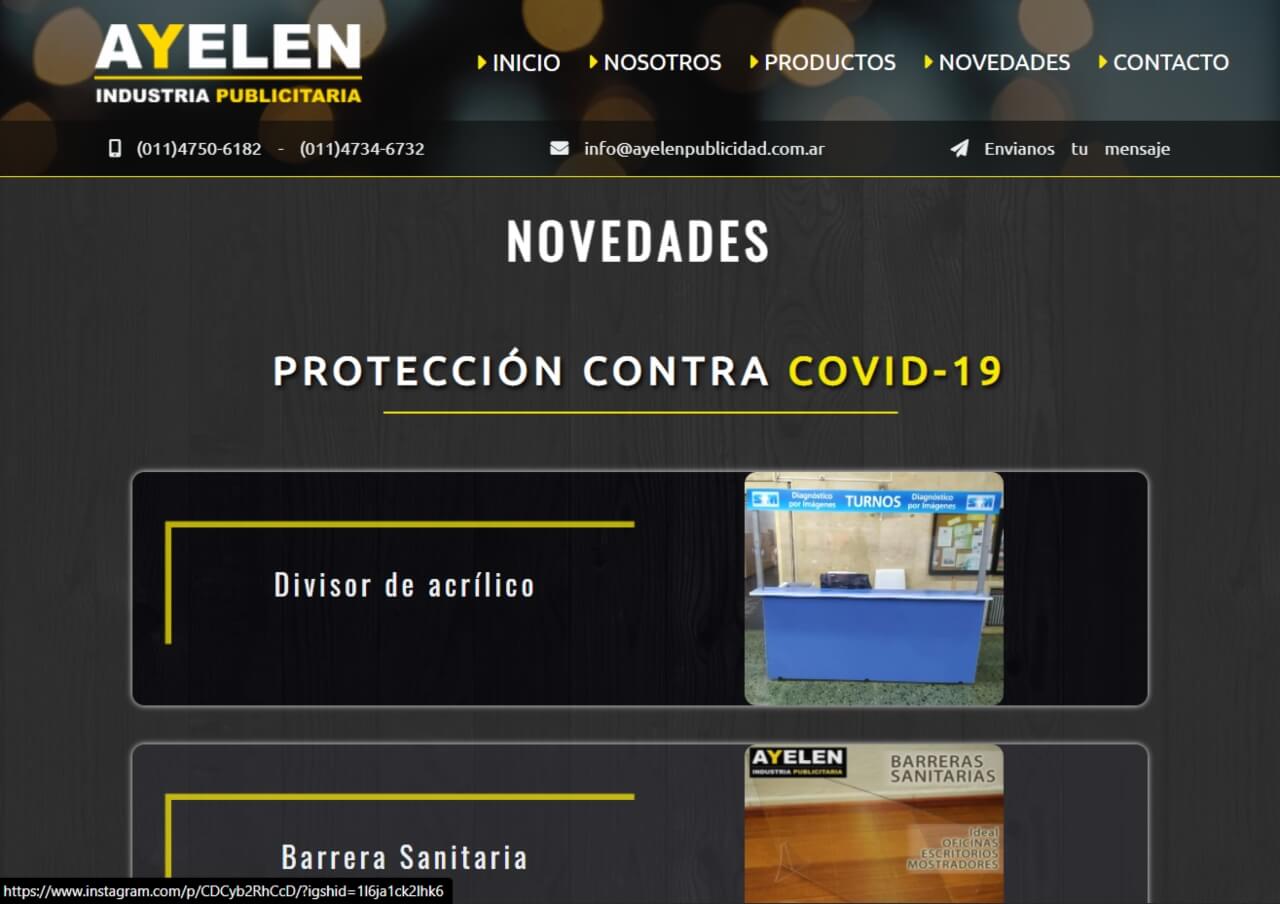 AYELEN
INDUSTRIA PUBLICITARIA
INICIO NOSOTROS PRODUCTOS NOVEDADES CONTACTO
(011)4750-6182 - (011)4734-6732 info@ayelenpublicidad.com.ar Envianos tu mensaje
NOVEDADES
PROTECCIÓN CONTRA COVID-19
Divisor de acrílico
Diagnóstico por Imágenes TURNOS Diagnóstico por Imágenes
Barrera Sanitaria
AYELEN
INDUSTRIA PUBLICITARIA
BARRERAS
SANITARIAS
Ideal
OFICINAS
ESCRITORIOS
MOSTRADORES
https://www.instagram.com/p/CDCyb2RhCcD/?igshid=1l6ja1ck2lhk6